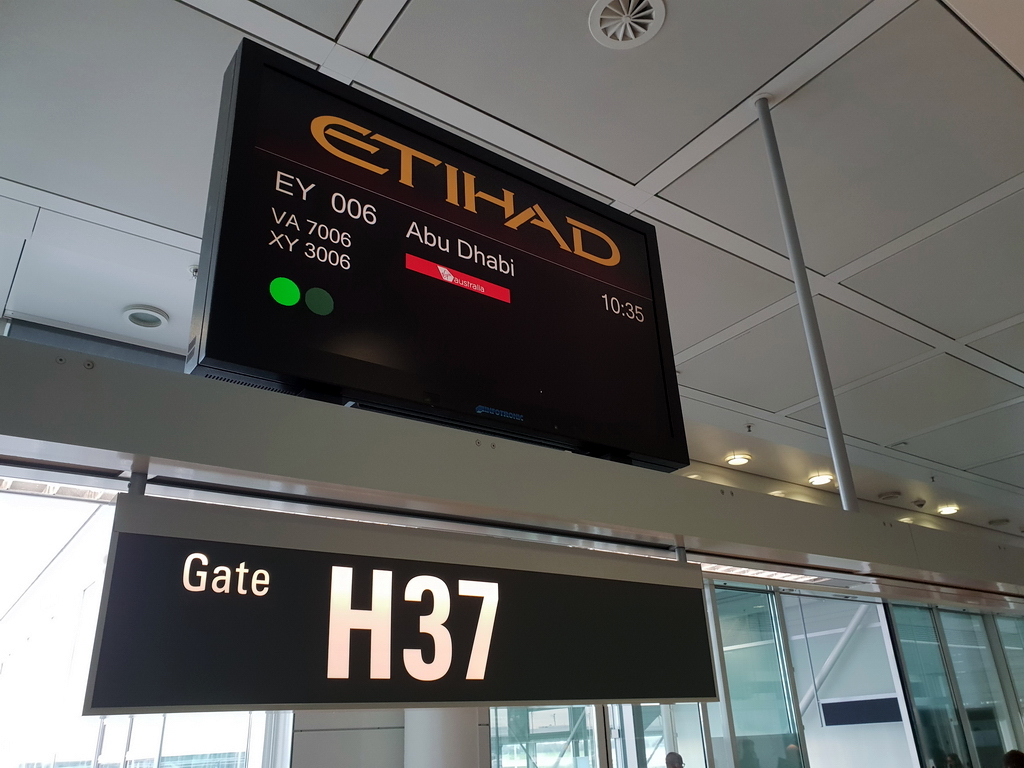 ETIHAD
EY 006 Abu Dhabi 10:35
VA 7006 australia
XY 3006
Gate H37